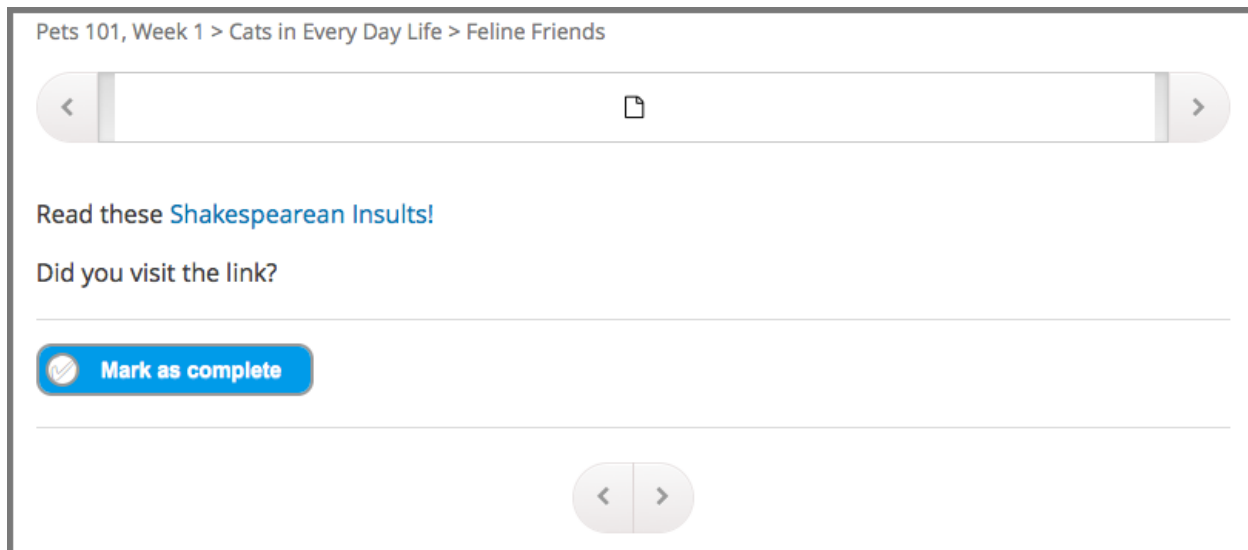 Pets 101, Week 1 > Cats in Every Day Life > Feline Friends
Read these Shakespearean Insults!
Did you visit the link?
Mark as complete